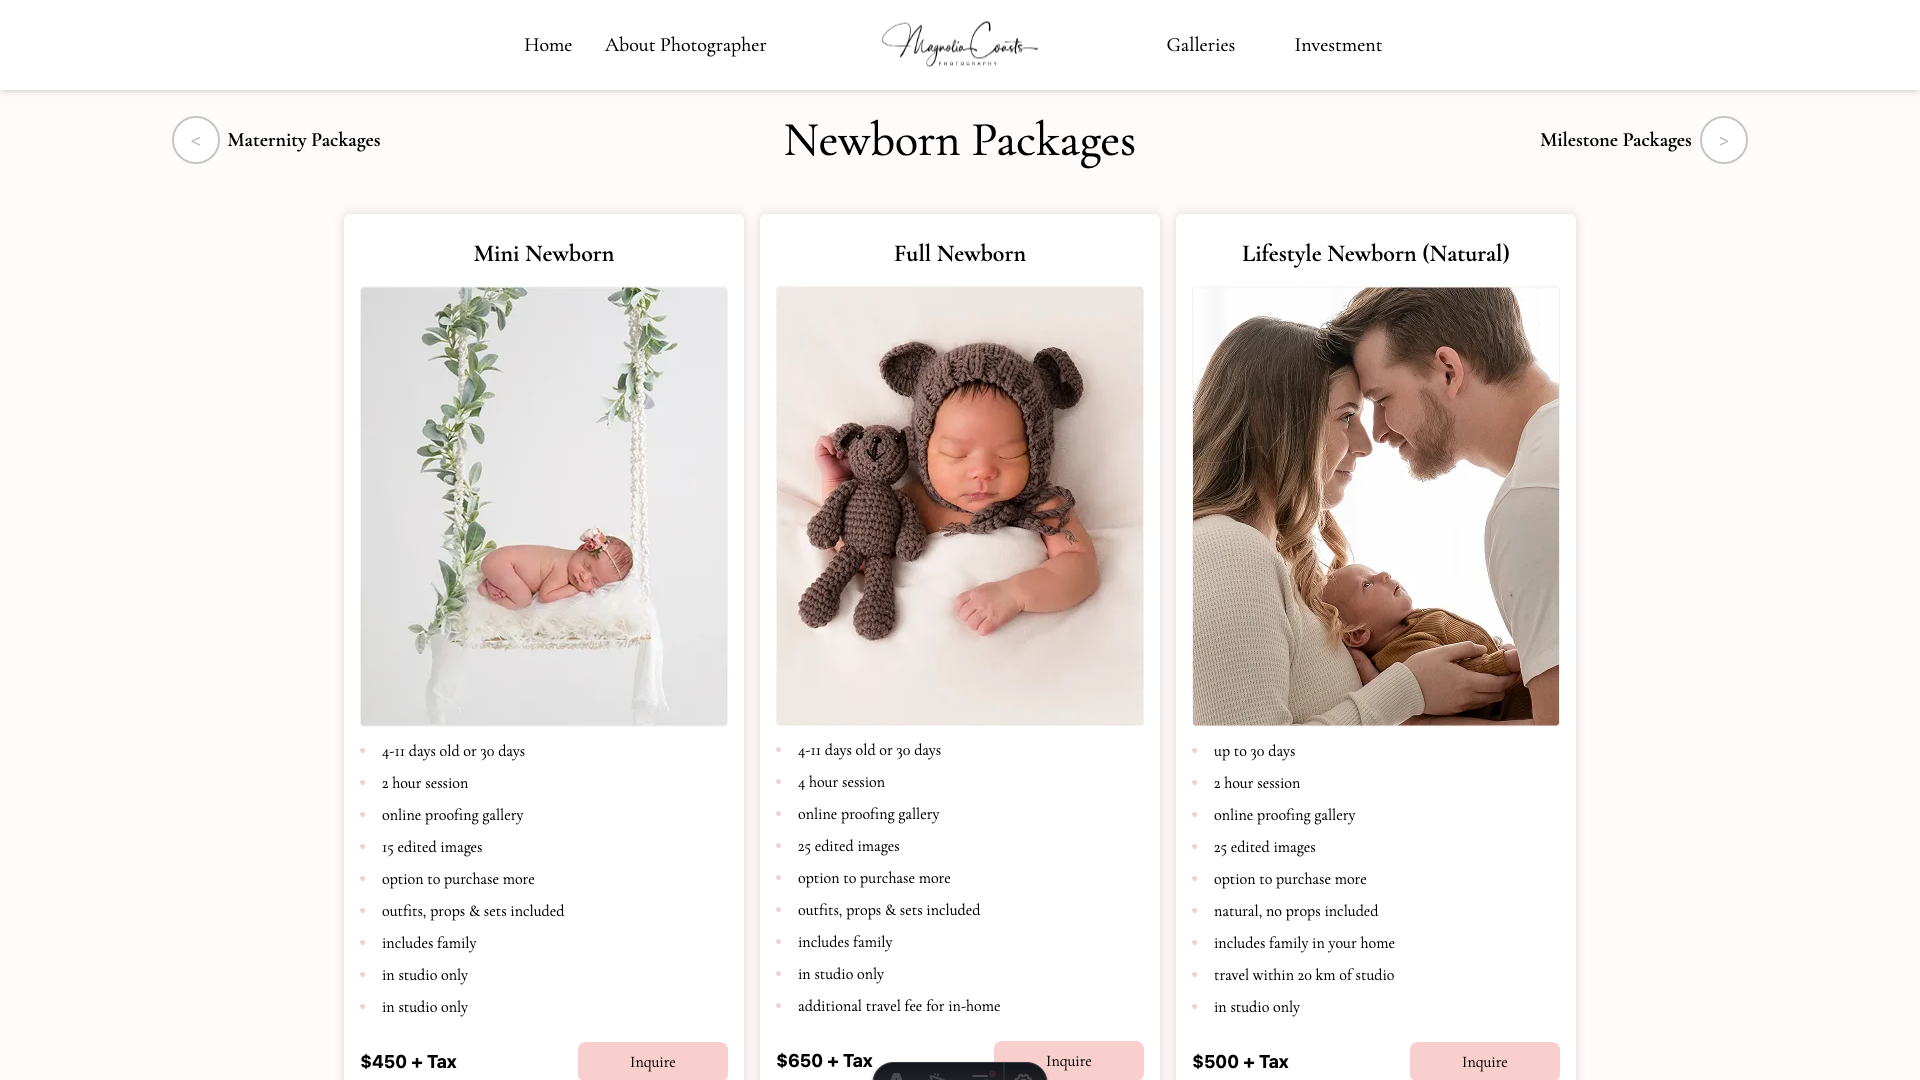 Home About Photographer Magnolia Coasts Galleries Investment
PHOTOGRAPHY
< Maternity Packages Newborn Packages Milestone Packages >
Mini Newborn
4-11 days old or 30 days
2 hour session
online proofing gallery
15 edited images
option to purchase more
outfits, props & sets included
includes family
in studio only
in studio only
$450 + Tax Inquire
Full Newborn
4-11 days old or 30 days
4 hour session
online proofing gallery
25 edited images
option to purchase more
outfits, props & sets included
includes family
in studio only
additional travel fee for in-home
$650 + Tax Inquire
Lifestyle Newborn (Natural)
up to 30 days
2 hour session
online proofing gallery
25 edited images
option to purchase more
natural, no props included
includes family in your home
travel within 20 km of studio
in studio only
$500 + Tax Inquire